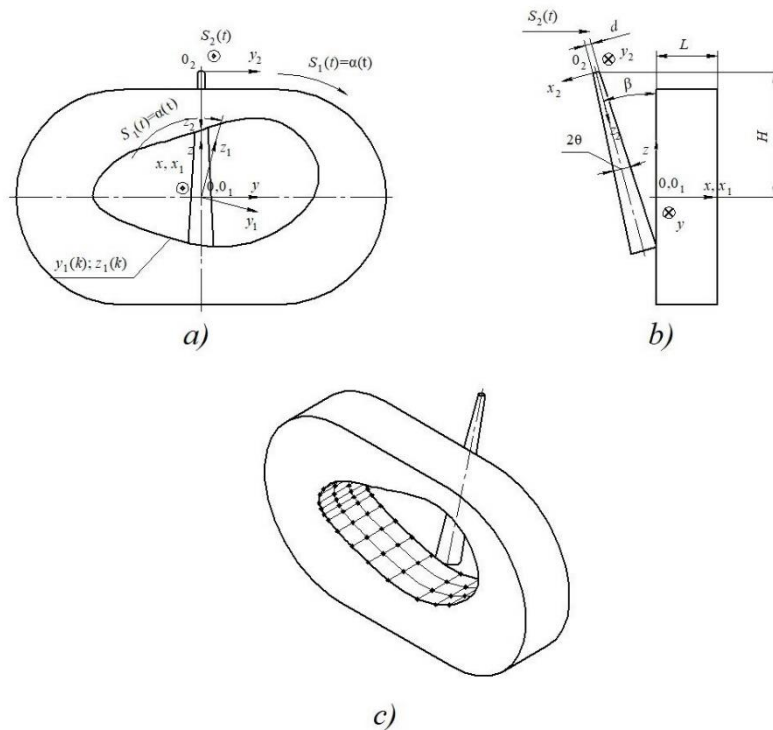 S₂(t)
0₂
y₂
S₁(t)=α(t)
S₁(t)=α(t)
z₂
z
z₁
x, x₁
0,0₁
y
y₁
y₁(k); z₁(k)
a)
S₂(t)
d
L
0₂
y₂
x₂
β
z₂
z
H
2θ
0,0₁
x, x₁
y
b)
c)